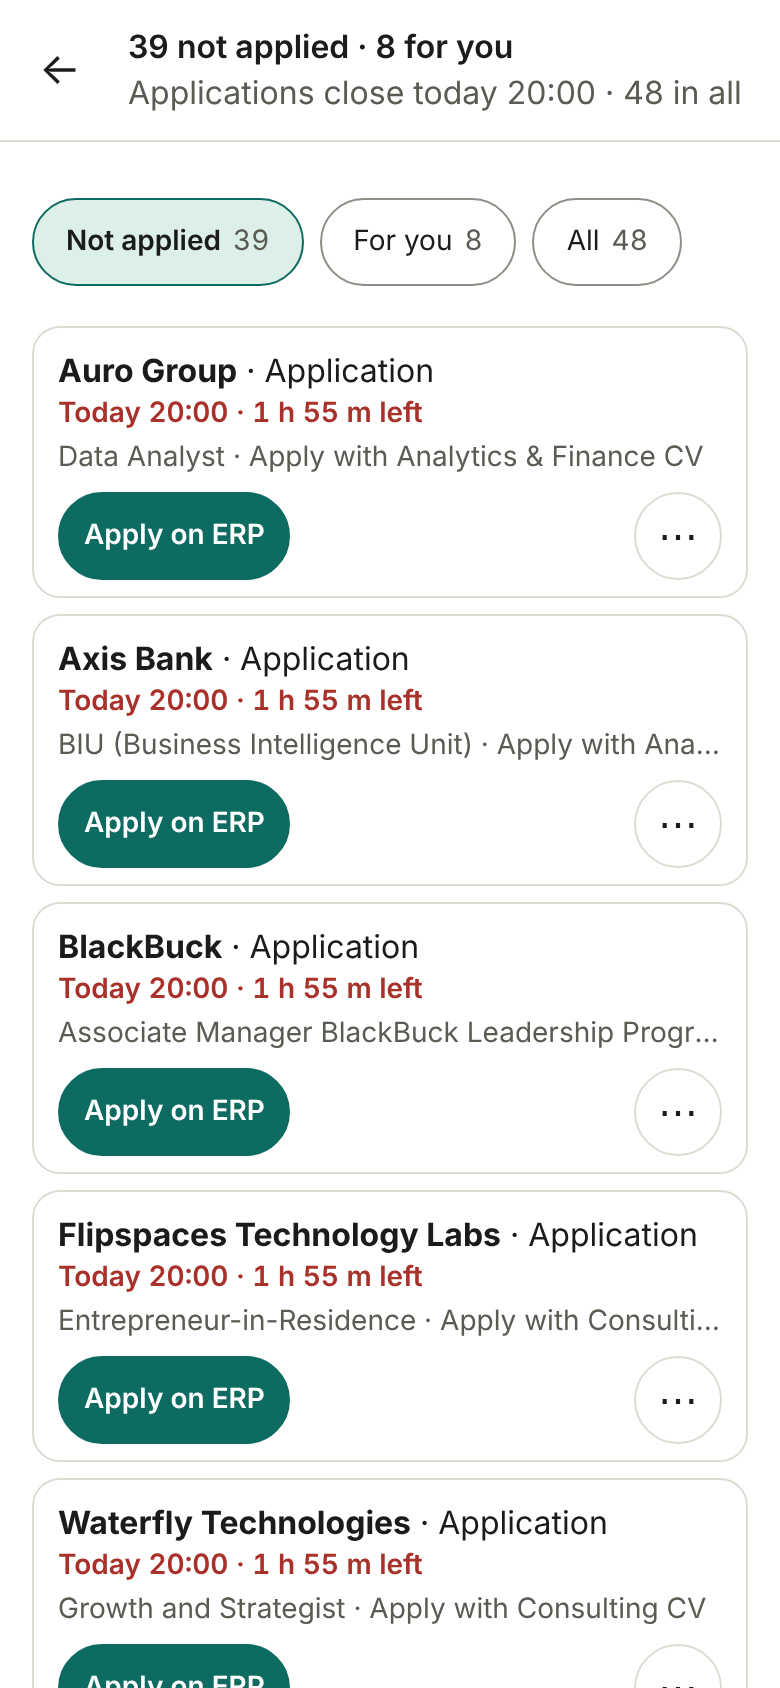 39 not applied · 8 for you
Applications close today 20:00 · 48 in all
Not applied 39
For you 8
All 48
Auro Group · Application
Today 20:00 · 1 h 55 m left
Data Analyst · Apply with Analytics & Finance CV
Apply on ERP
...
Axis Bank · Application
Today 20:00 · 1 h 55 m left
BIU (Business Intelligence Unit) · Apply with Ana...
Apply on ERP
...
BlackBuck · Application
Today 20:00 · 1 h 55 m left
Associate Manager BlackBuck Leadership Progr...
Apply on ERP
...
Flipspaces Technology Labs · Application
Today 20:00 · 1 h 55 m left
Entrepreneur-in-Residence · Apply with Consulti...
Apply on ERP
...
Waterfly Technologies · Application
Today 20:00 · 1 h 55 m left
Growth and Strategist · Apply with Consulting CV
Apply on ERP
...